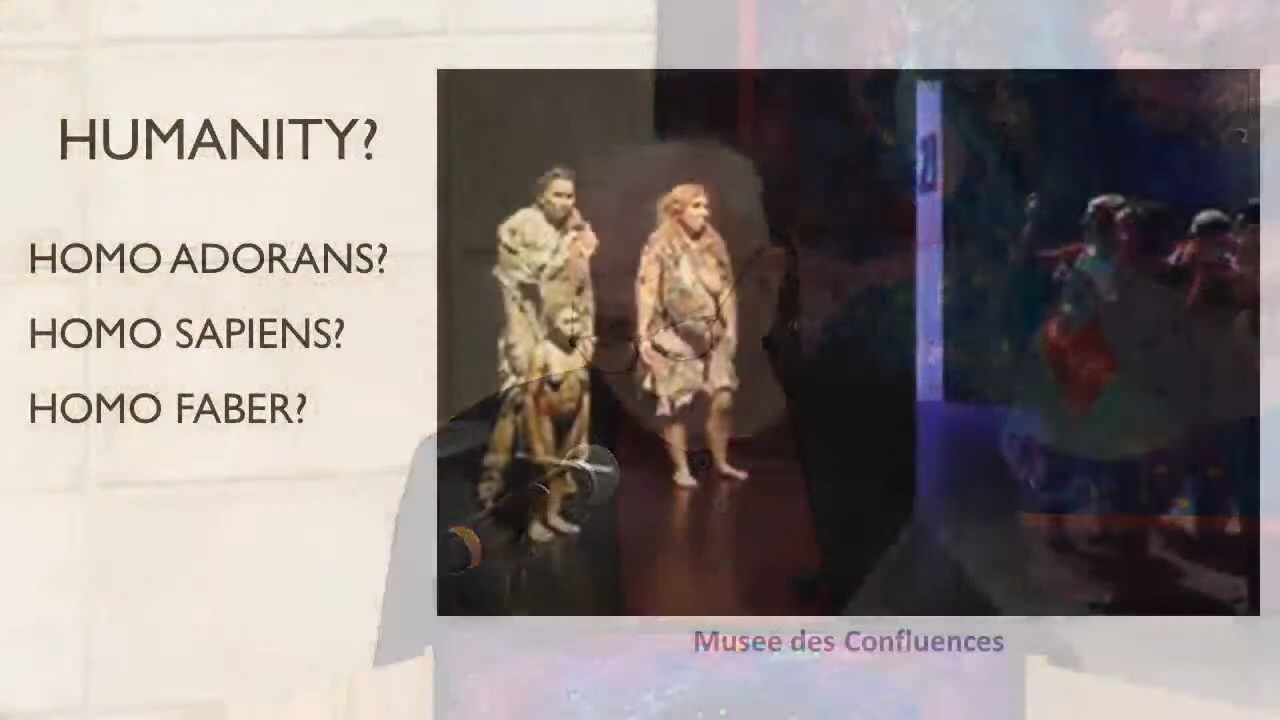 HUMANITY?
HOMO ADORANS?
HOMO SAPIENS?
HOMO FABER?
Musee des Confluences